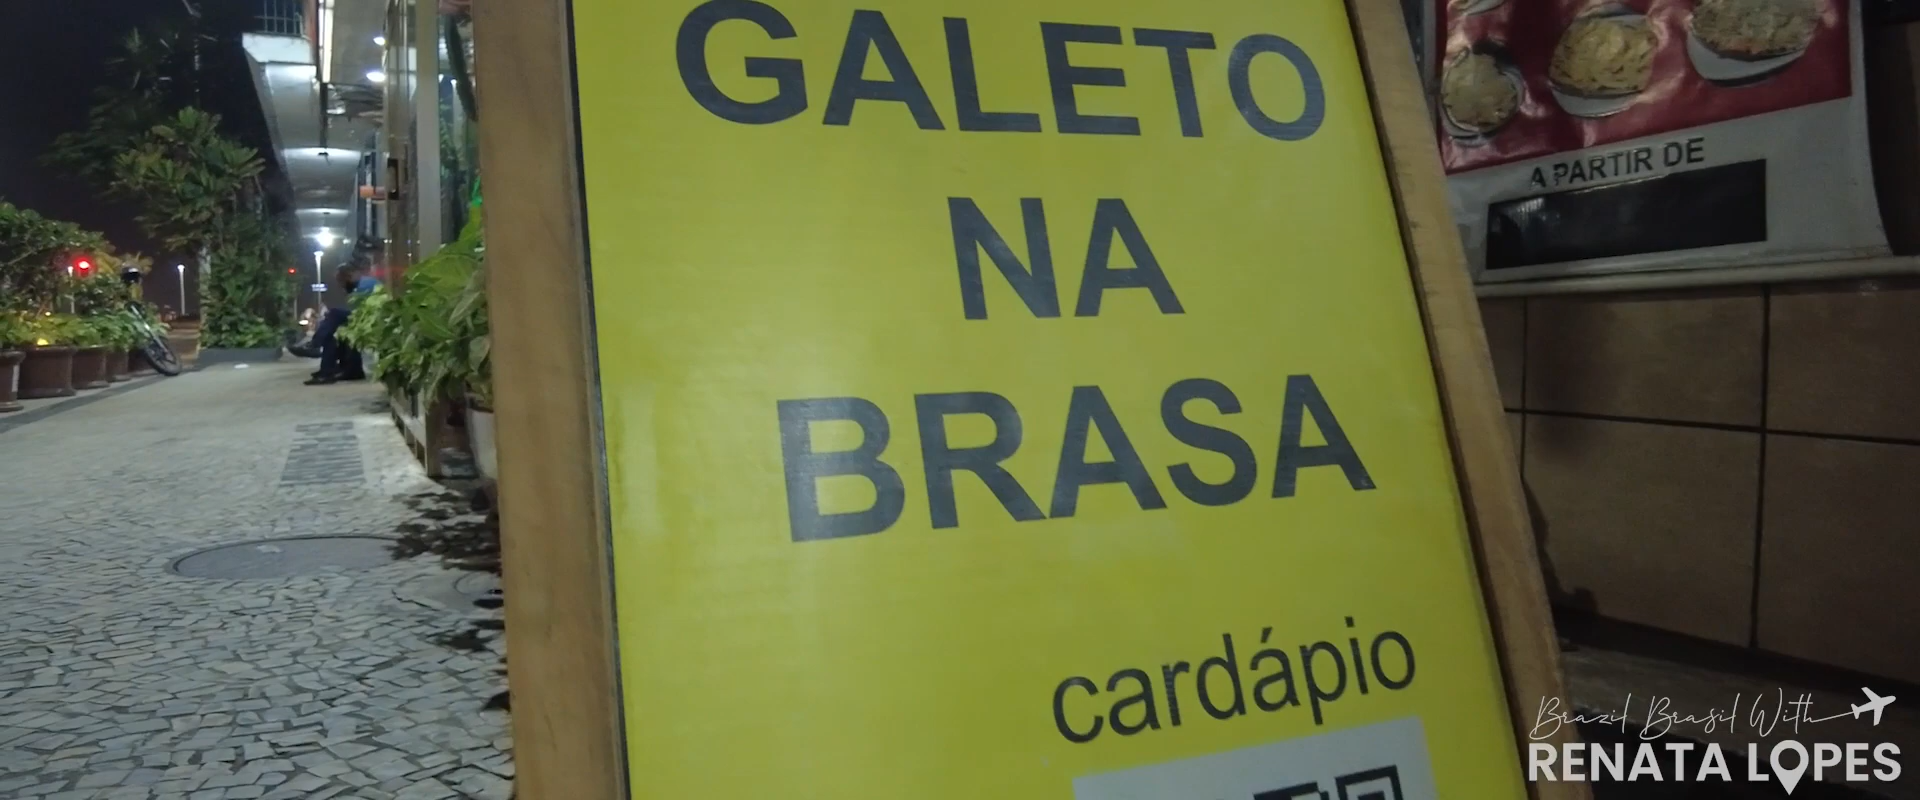 GALETO
NA
BRASA
cardápio
A PARTIR DE
Brazil Brasil With
RENATA LOPES